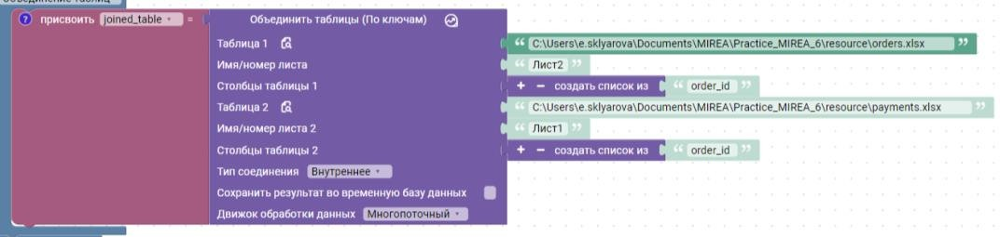 Объединение таблиц
? присвоить joined_table = Объединить таблицы (По ключам)
Таблица 1 “ C:\Users\e.sklyarova\Documents\MIREA\Practice_MIREA_6\resource\orders.xlsx ”
Имя/номер листа “ Лист2 ”
Столбцы таблицы 1 + − создать список из “ order_id ”
Таблица 2 “ C:\Users\e.sklyarova\Documents\MIREA\Practice_MIREA_6\resource\payments.xlsx ”
Имя/номер листа 2 “ Лист1 ”
Столбцы таблицы 2 + − создать список из “ order_id ”
Тип соединения Внутреннее
Сохранить результат во временную базу данных
Движок обработки данных Многопоточный